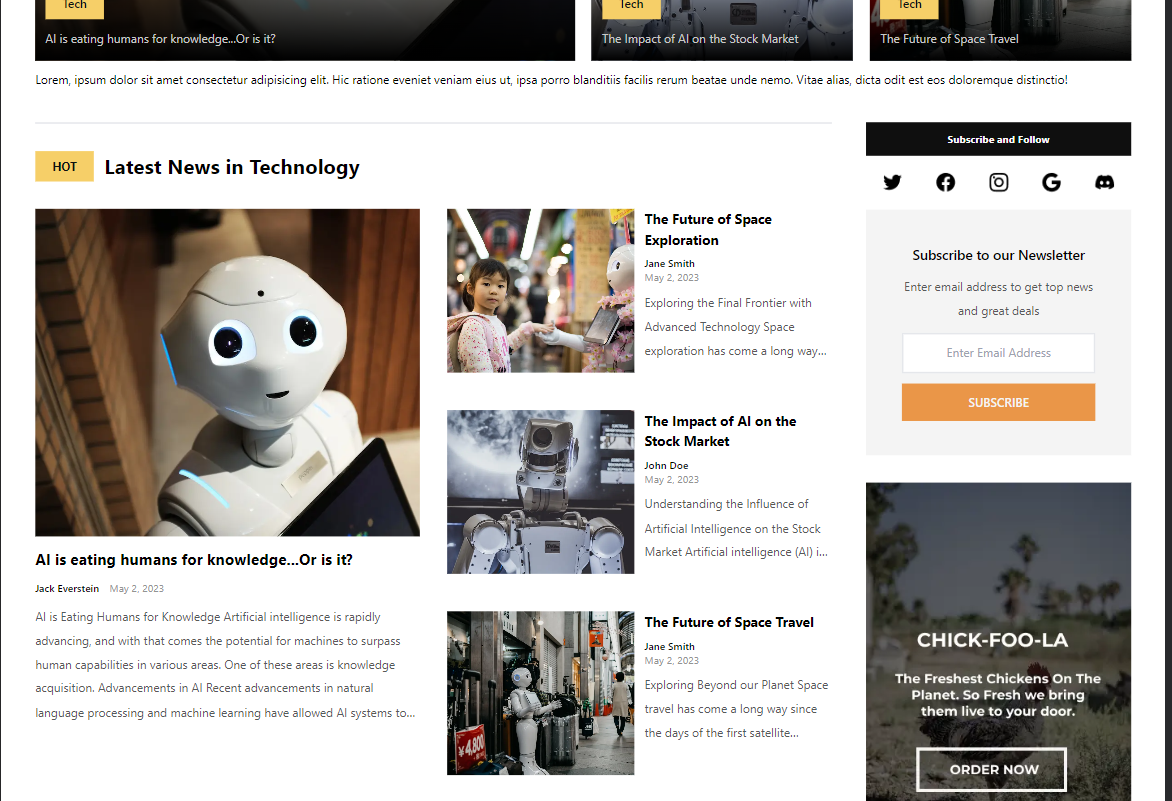 Tech
AI is eating humans for knowledge...Or is it?
Tech
The Impact of AI on the Stock Market
Tech
The Future of Space Travel
Lorem, ipsum dolor sit amet consectetur adipisicing elit. Hic ratione eveniet veniam eius ut, ipsa porro blanditiis facilis rerum beatae unde nemo. Vitae alias, dicta odit est eos doloremque distinctio!
HOT
Latest News in Technology
AI is eating humans for knowledge...Or is it?
Jack Everstein May 2, 2023
AI is Eating Humans for Knowledge Artificial intelligence is rapidly
advancing, and with that comes the potential for machines to surpass
human capabilities in various areas. One of these areas is knowledge
acquisition. Advancements in AI Recent advancements in natural
language processing and machine learning have allowed AI systems to...
The Future of Space
Exploration
Jane Smith
May 2, 2023
Exploring the Final Frontier with
Advanced Technology Space
exploration has come a long way...
The Impact of AI on the
Stock Market
John Doe
May 2, 2023
Understanding the Influence of
Artificial Intelligence on the Stock
Market Artificial intelligence (AI) i...
¥4,800
The Future of Space Travel
Jane Smith
May 2, 2023
Exploring Beyond our Planet Space
travel has come a long way since
the days of the first satellite...
Subscribe and Follow
Subscribe to our Newsletter
Enter email address to get top news
and great deals
Enter Email Address
SUBSCRIBE
CHICK-FOO-LA
The Freshest Chickens On The
Planet. So Fresh we bring
them live to your door.
ORDER NOW